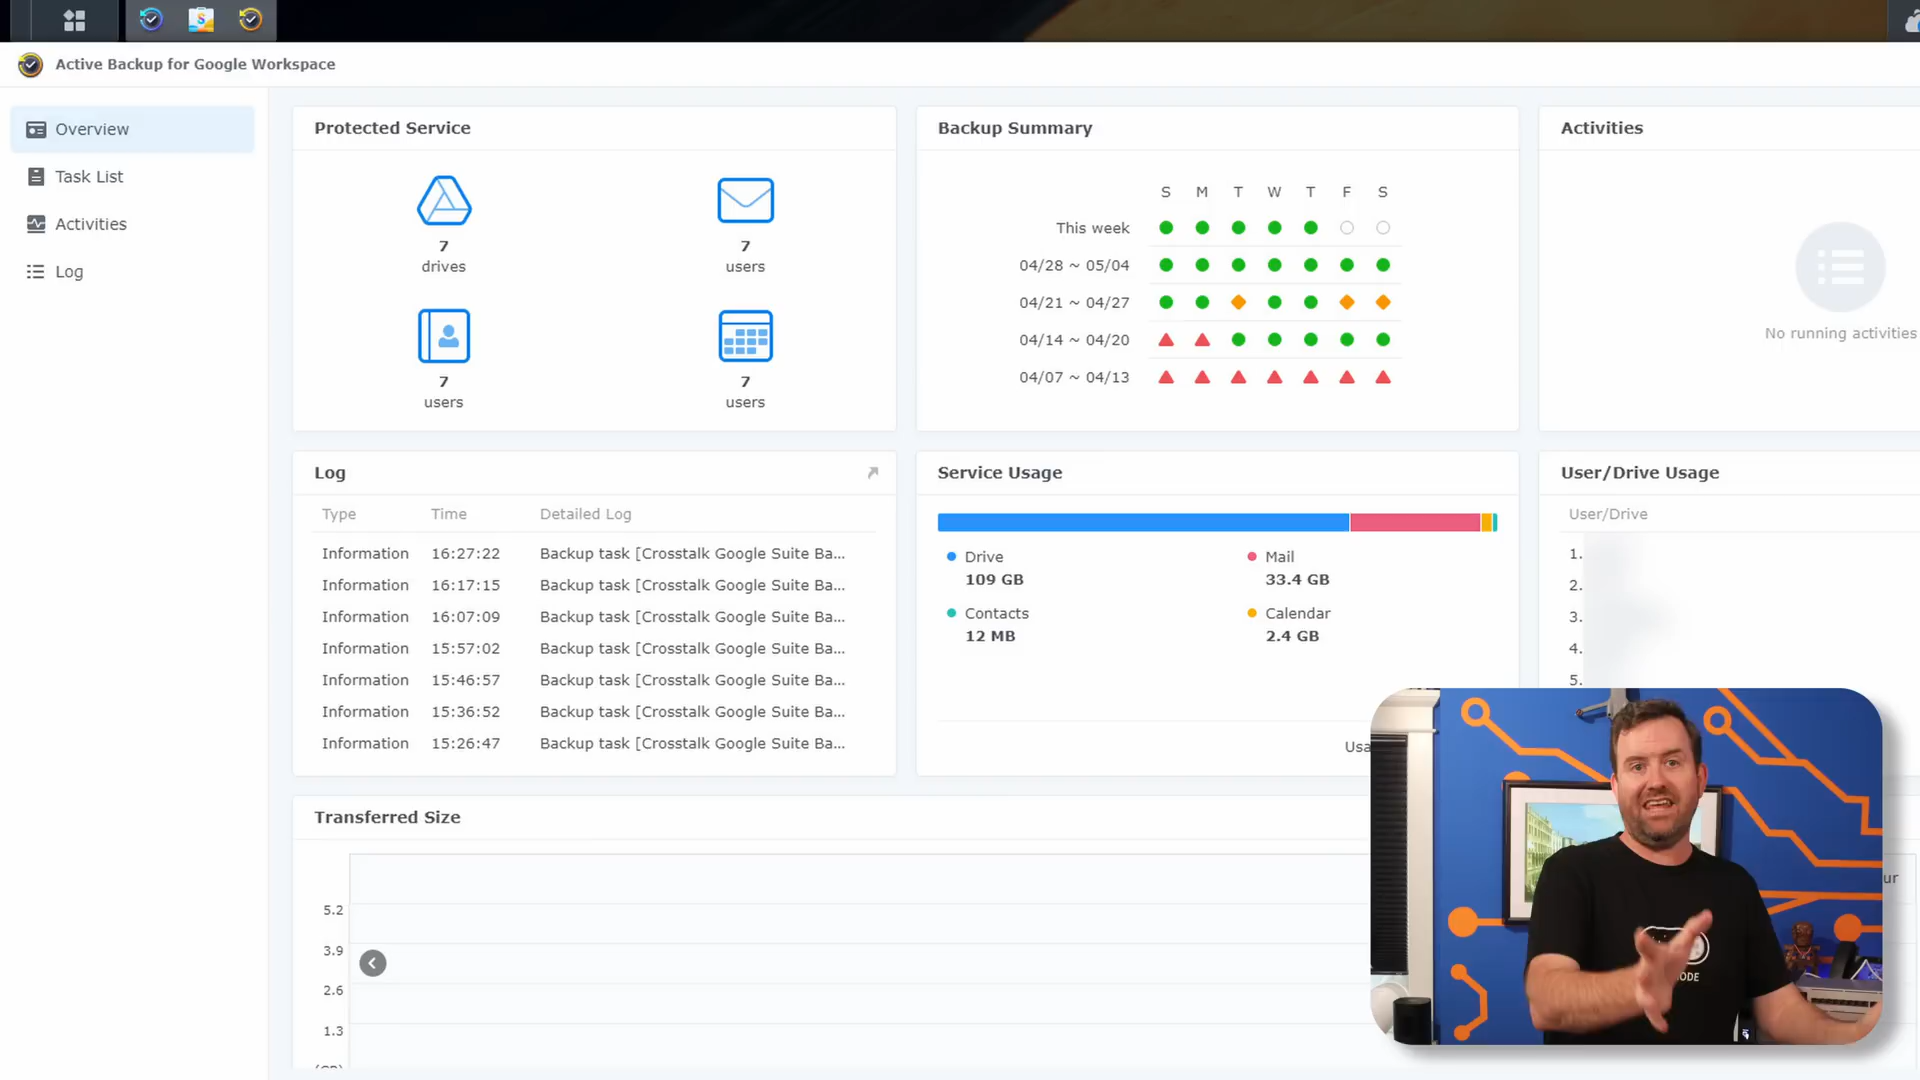 Active Backup for Google Workspace
Overview
Task List
Activities
Log
Protected Service
7
drives
7
users
7
users
7
users
Backup Summary
S M T W T F S
This week
04/28 ~ 05/04
04/21 ~ 04/27
04/14 ~ 04/20
04/07 ~ 04/13
Activities
No running activities
Log
Type Time Detailed Log
Information 16:27:22 Backup task [Crosstalk Google Suite Ba...
Information 16:17:15 Backup task [Crosstalk Google Suite Ba...
Information 16:07:09 Backup task [Crosstalk Google Suite Ba...
Information 15:57:02 Backup task [Crosstalk Google Suite Ba...
Information 15:46:57 Backup task [Crosstalk Google Suite Ba...
Information 15:36:52 Backup task [Crosstalk Google Suite Ba...
Information 15:26:47 Backup task [Crosstalk Google Suite Ba...
Service Usage
Drive
109 GB
Mail
33.4 GB
Contacts
12 MB
Calendar
2.4 GB
User/Drive Usage
User/Drive
1.
2.
3.
4.
5.
Transferred Size
5.2
3.9
2.6
1.3